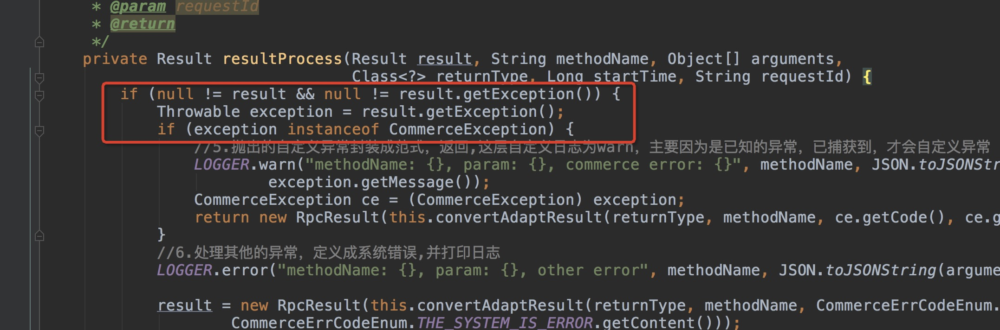 * @param requestId
* @return
*/
private Result resultProcess(Result result, String methodName, Object[] arguments,
Class<?> returnType, Long startTime, String requestId) {
if (null != result && null != result.getException()) {
Throwable exception = result.getException();
if (exception instanceof CommerceException) {
//5.抛出的自定义异常封装成范式，返回,这层自定义日志为warn，主要因为是已知的异常，已捕获到，才会自定义异常
LOGGER.warn("methodName: {}, param: {}, commerce error: {}", methodName, JSON.toJSONStr
exception.getMessage());
CommerceException ce = (CommerceException) exception;
return new RpcResult(this.convertAdaptResult(returnType, methodName, ce.getCode(), ce.g
}
//6.处理其他的异常，定义成系统错误,并打印日志
LOGGER.error("methodName: {}, param: {}, other error", methodName, JSON.toJSONString(argume
result = new RpcResult(this.convertAdaptResult(returnType, methodName, CommerceErrCodeEnum.
CommerceErrCodeEnum.THE_SYSTEM_IS_ERROR.getContent()));